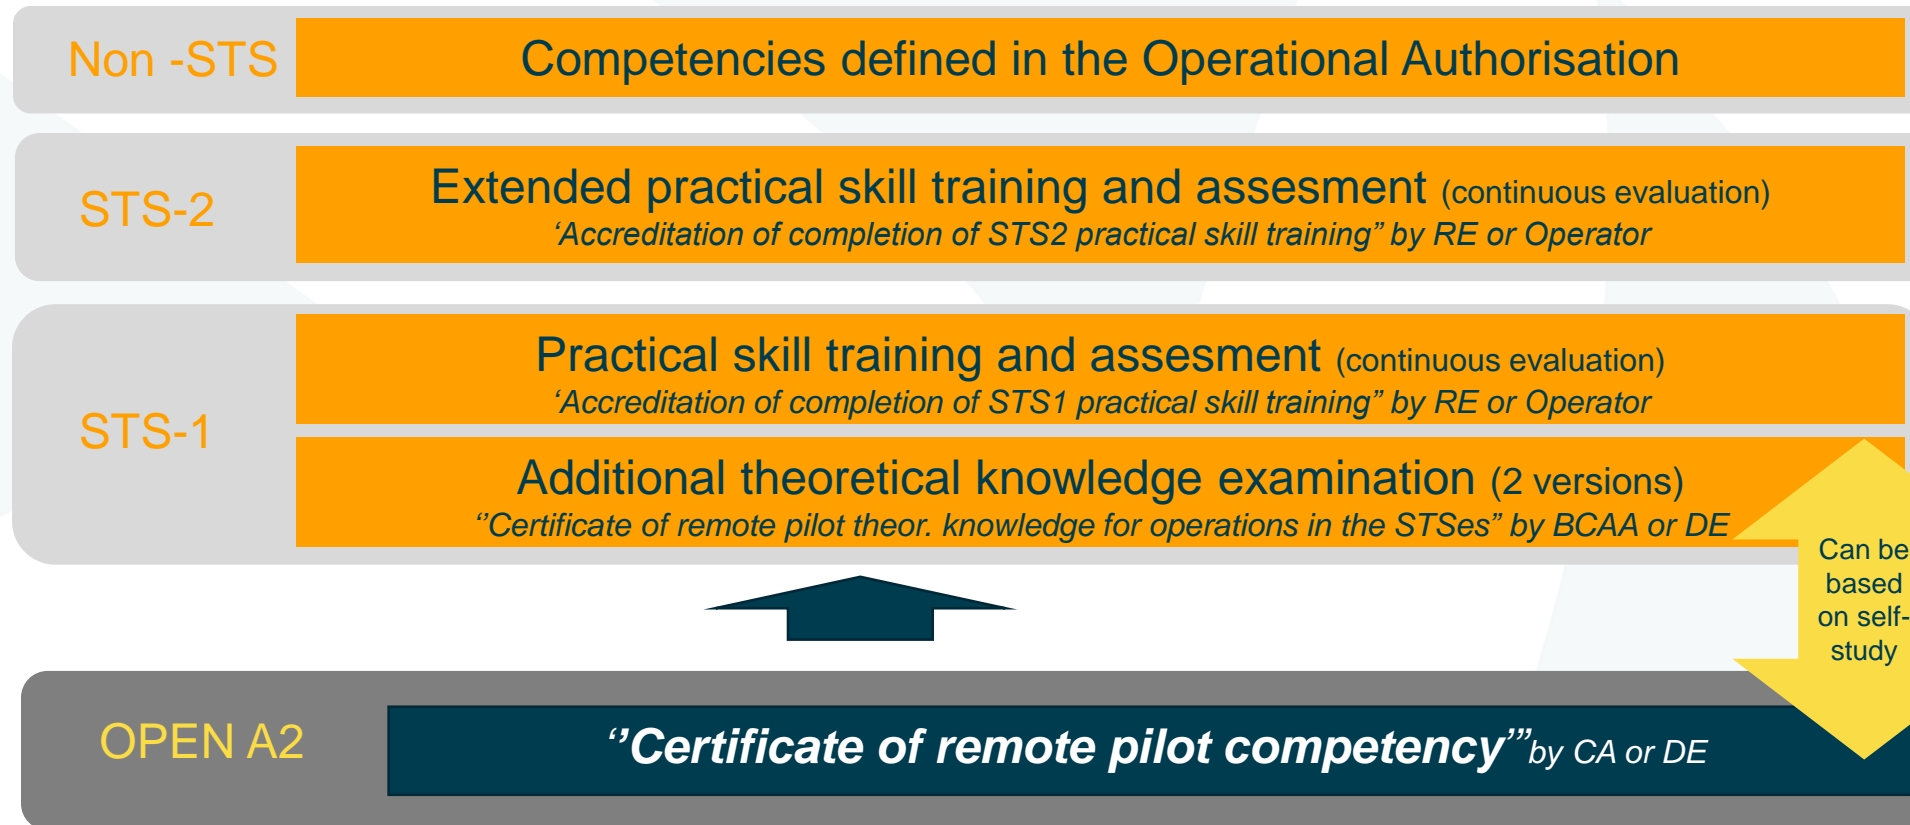 Non -STS
Competencies defined in the Operational Authorisation
STS-2
Extended practical skill training and assesment (continuous evaluation)
‘Accreditation of completion of STS2 practical skill training” by RE or Operator
STS-1
Practical skill training and assesment (continuous evaluation)
‘Accreditation of completion of STS1 practical skill training” by RE or Operator
Additional theoretical knowledge examination (2 versions)
‘’Certificate of remote pilot theor. knowledge for operations in the STSes” by BCAA or DE
Can be
based
on self-
study
OPEN A2
‘’Certificate of remote pilot competency’”by CA or DE